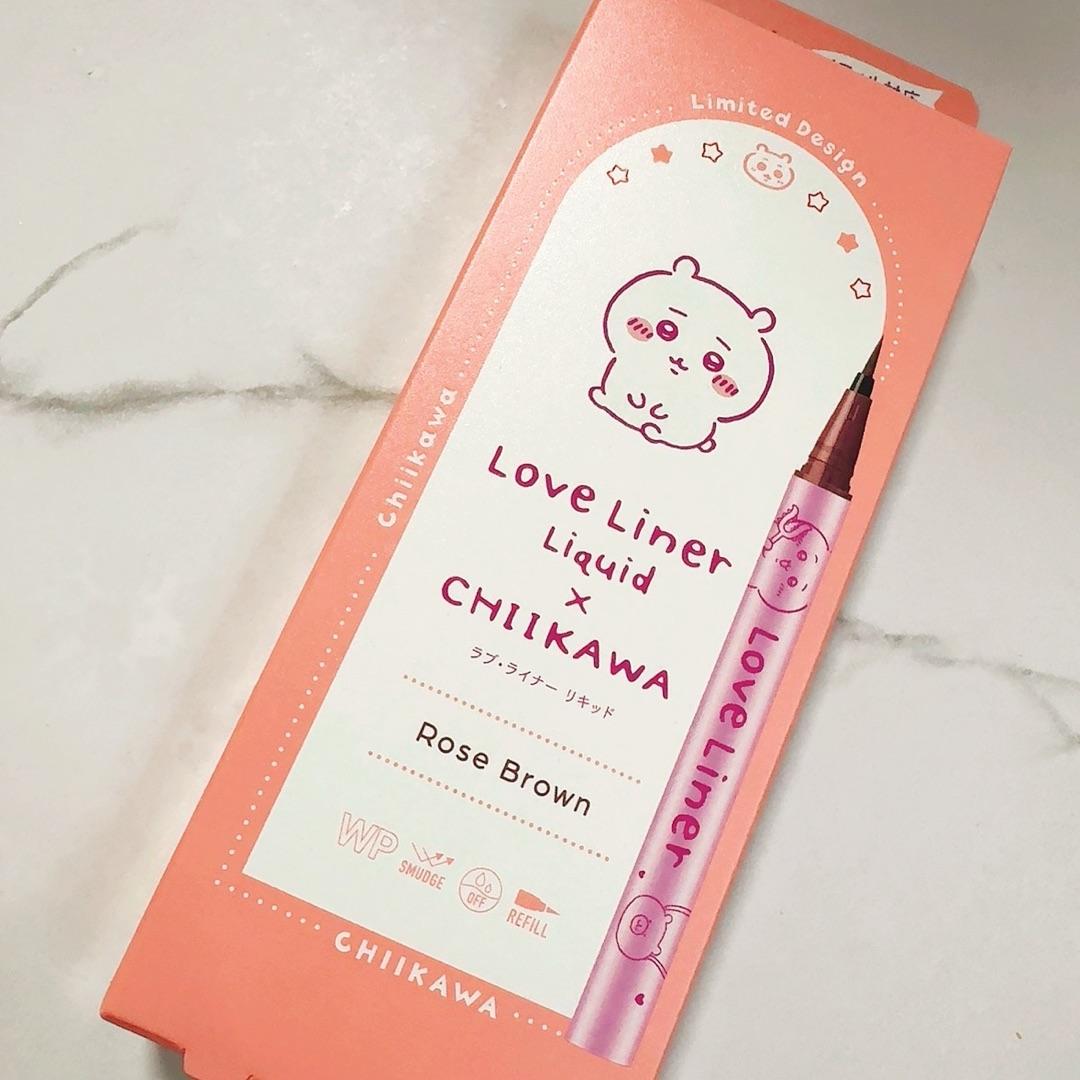 Limited Design
Chiikawa
Love Liner
Liquid
×
CHIIKAWA
ラブ・ライナー リキッド
Rose Brown
WP
SMUDGE
OFF
REFILL
Love Liner
CHIIKAWA